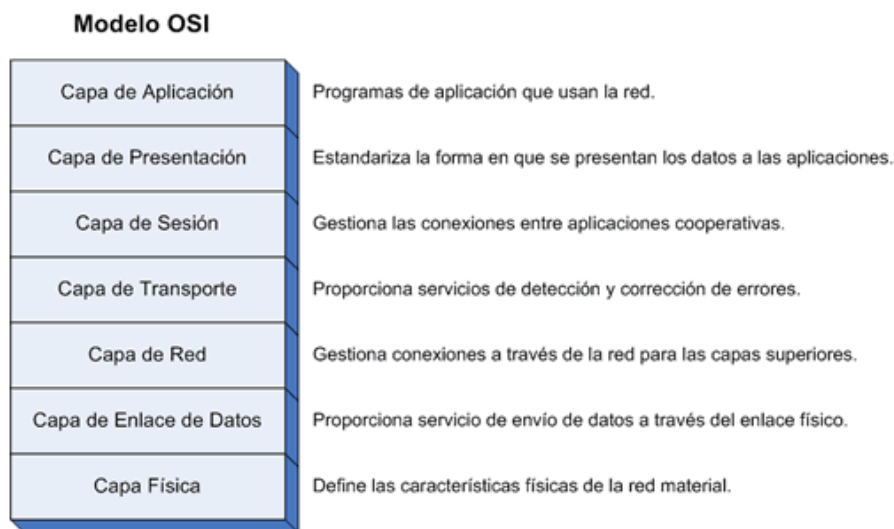 Modelo OSI
Capa de Aplicación
Programas de aplicación que usan la red.
Capa de Presentación
Estandariza la forma en que se presentan los datos a las aplicaciones.
Capa de Sesión
Gestiona las conexiones entre aplicaciones cooperativas.
Capa de Transporte
Proporciona servicios de detección y corrección de errores.
Capa de Red
Gestiona conexiones a través de la red para las capas superiores.
Capa de Enlace de Datos
Proporciona servicio de envío de datos a través del enlace físico.
Capa Física
Define las características físicas de la red material.